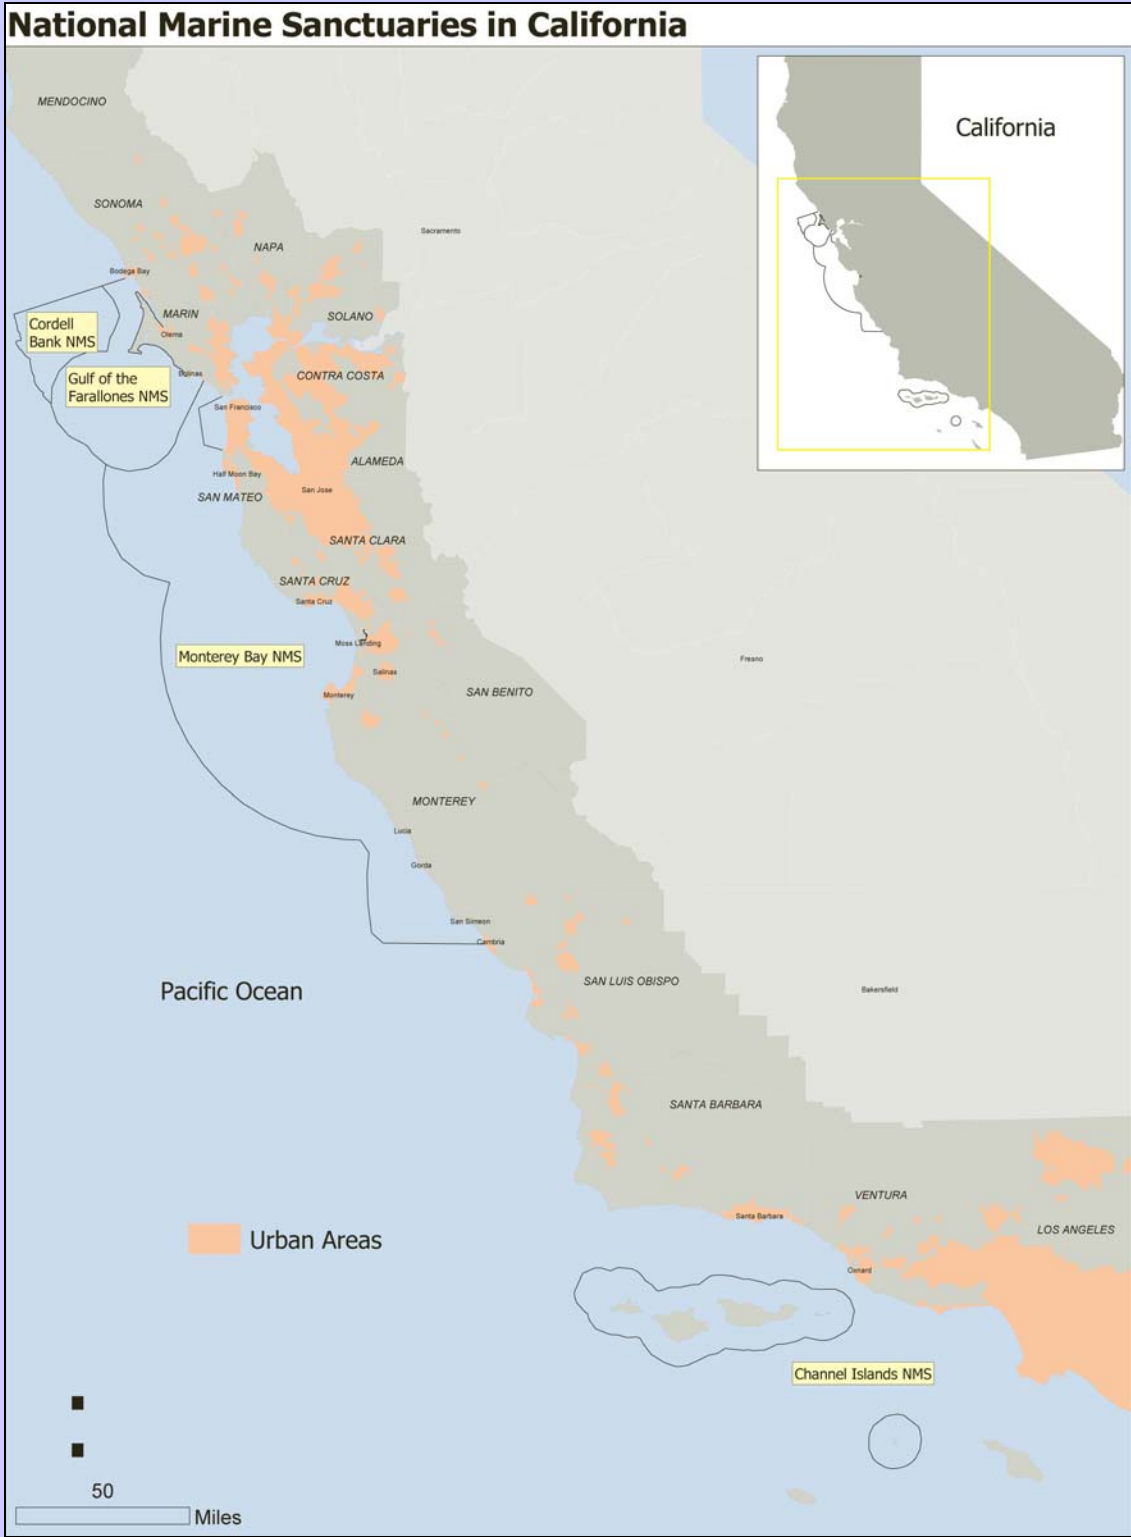 National Marine Sanctuaries in California
MENDOCINO
California
SONOMA
Sacramento
NAPA
Bodega Bay
MARIN
SOLANO
Cordell
Bank NMS
Olema
Bolinas
CONTRA COSTA
Gulf of the
Farallones NMS
San Francisco
ALAMEDA
Half Moon Bay
San Jose
SAN MATEO
SANTA CLARA
SANTA CRUZ
Santa Cruz
Moss Landing
Monterey Bay NMS
Fresno
Salinas
Monterey
SAN BENITO
MONTEREY
Lucia
Gorda
San Simeon
Cambria
SAN LUIS OBISPO
Pacific Ocean
Bakersfield
SANTA BARBARA
VENTURA
Santa Barbara
LOS ANGELES
Urban Areas
Oxnard
Channel Islands NMS
50
Miles